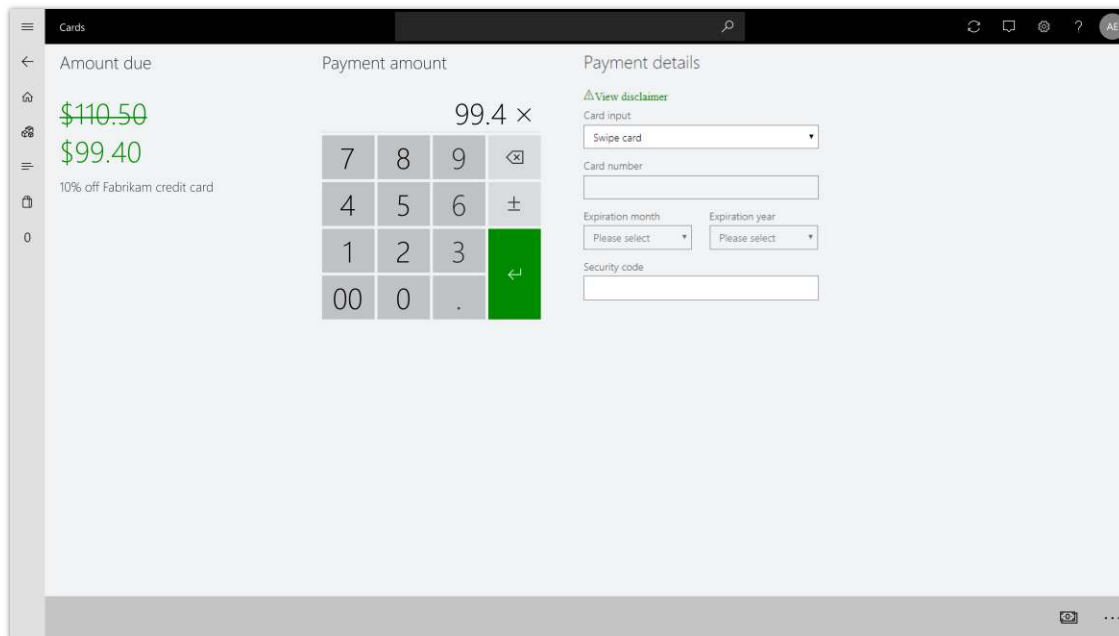 Cards
AE
Amount due
$110.50
$99.40
10% off Fabrikam credit card
0
Payment amount
99.4 ×
7 8 9
4 5 6 ±
1 2 3
00 0 .
Payment details
View disclaimer
Card input
Swipe card
Card number
Expiration month Expiration year
Please select Please select
Security code
?
...